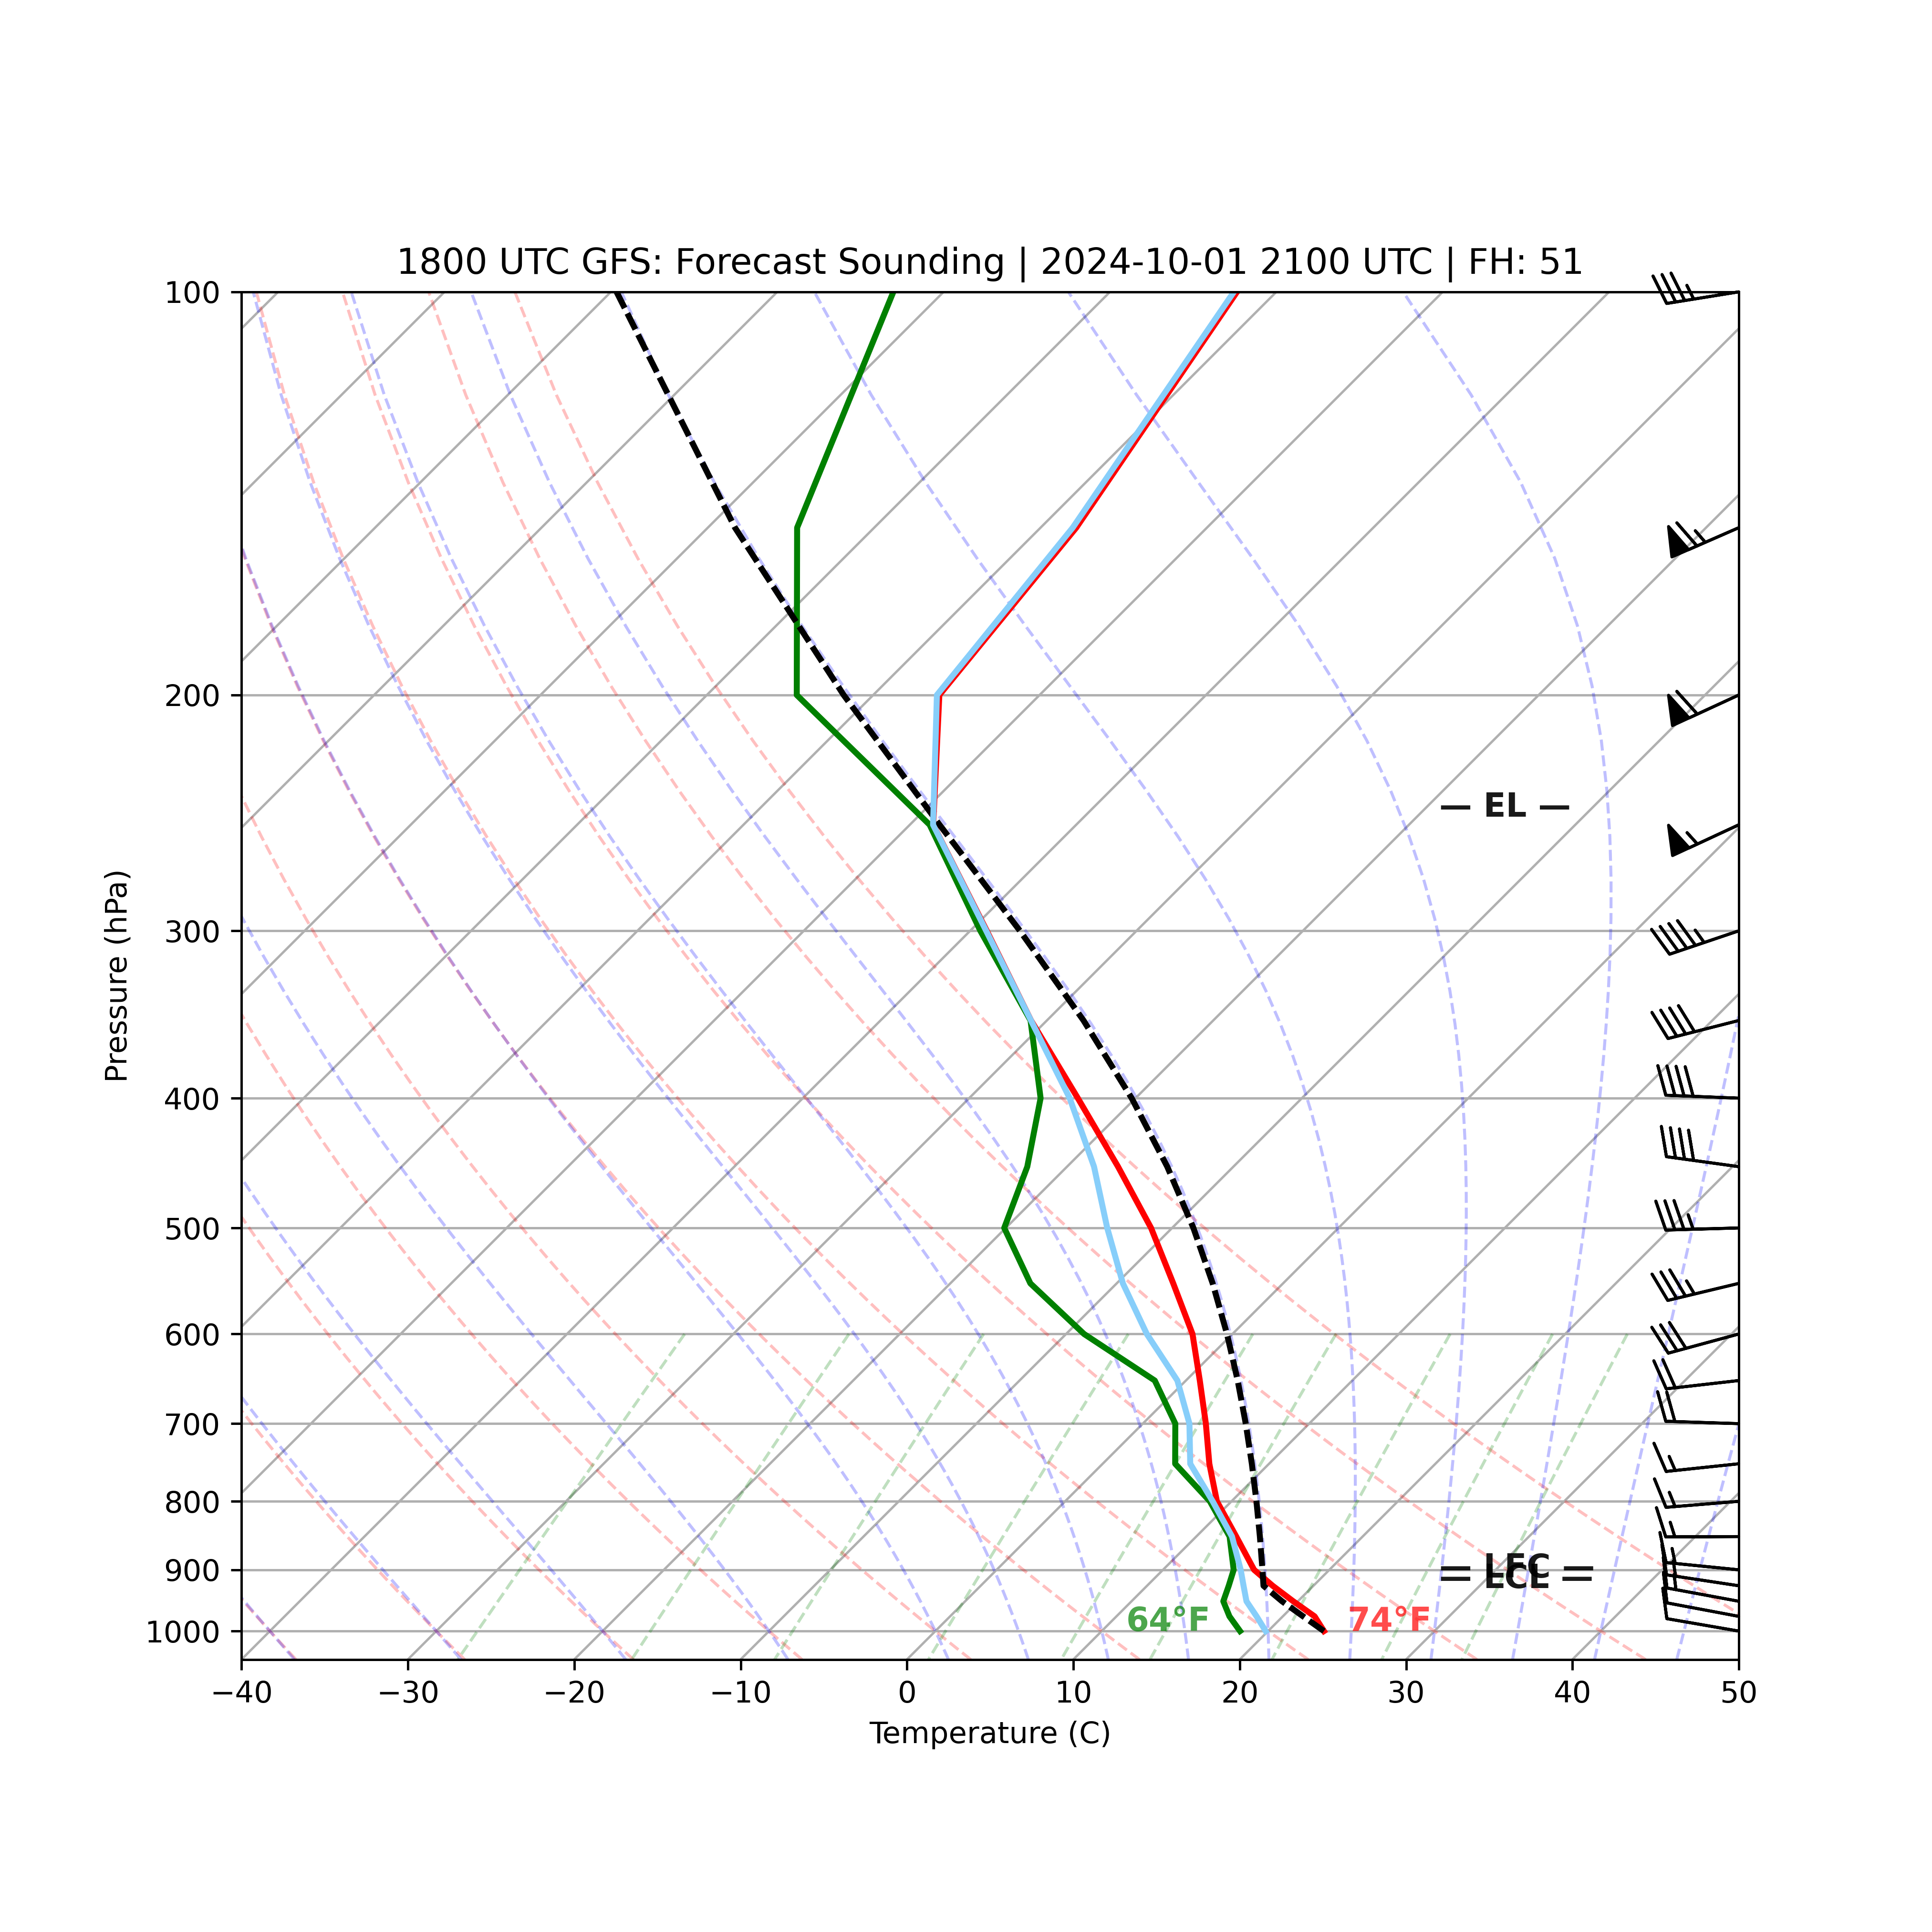 1800 UTC GFS: Forecast Sounding | 2024-10-01 2100 UTC | FH: 51
100
200
— EL —
Pressure (hPa)
300
400
500
600
700
800
900
— LFC —
— LCL —
1000
64°F
74°F
−40 −30 −20 −10 0 10 20 30 40 50
Temperature (C)